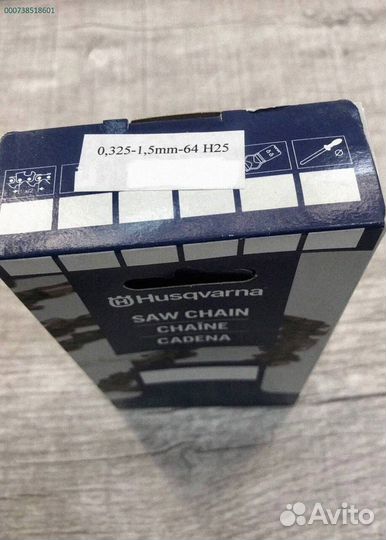 000738518601
0,325-1,5mm-64 H25
Husqvarna
SAW CHAIN
CHAÎNE
CADENA
Avito